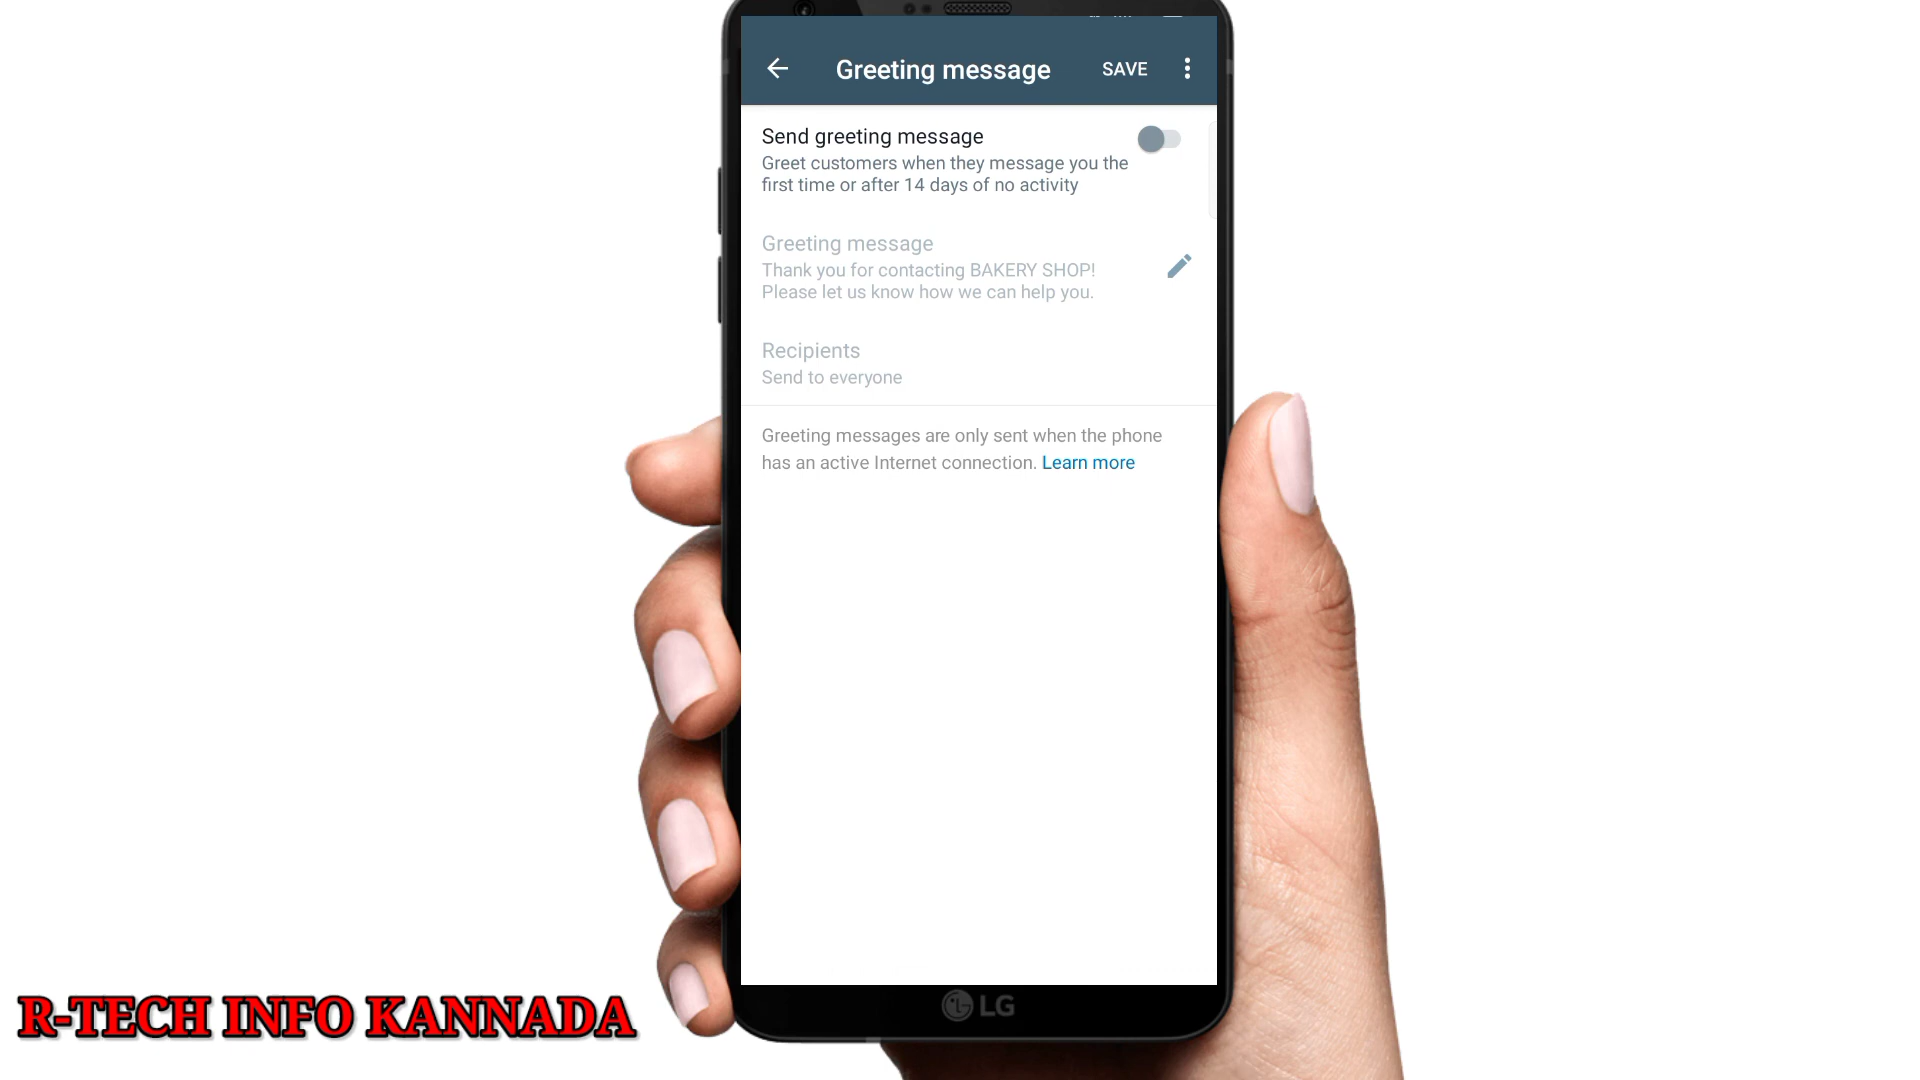 Greeting message
SAVE
Send greeting message
Greet customers when they message you the
first time or after 14 days of no activity
Greeting message
Thank you for contacting BAKERY SHOP!
Please let us know how we can help you.
Recipients
Send to everyone
Greeting messages are only sent when the phone
has an active Internet connection. Learn more
LG
R-TECH INFO KANNADA